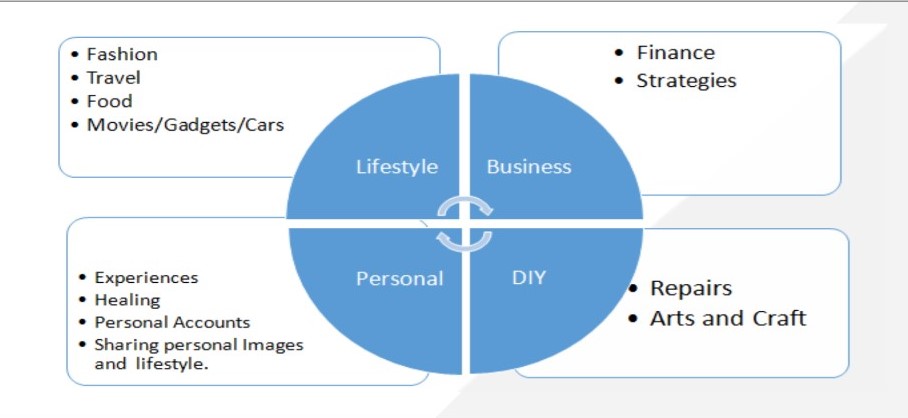 • Fashion
• Travel
• Food
• Movies/Gadgets/Cars
• Finance
• Strategies
Lifestyle
Business
Personal
DIY
• Experiences
• Healing
• Personal Accounts
• Sharing personal Images
and lifestyle.
• Repairs
• Arts and Craft